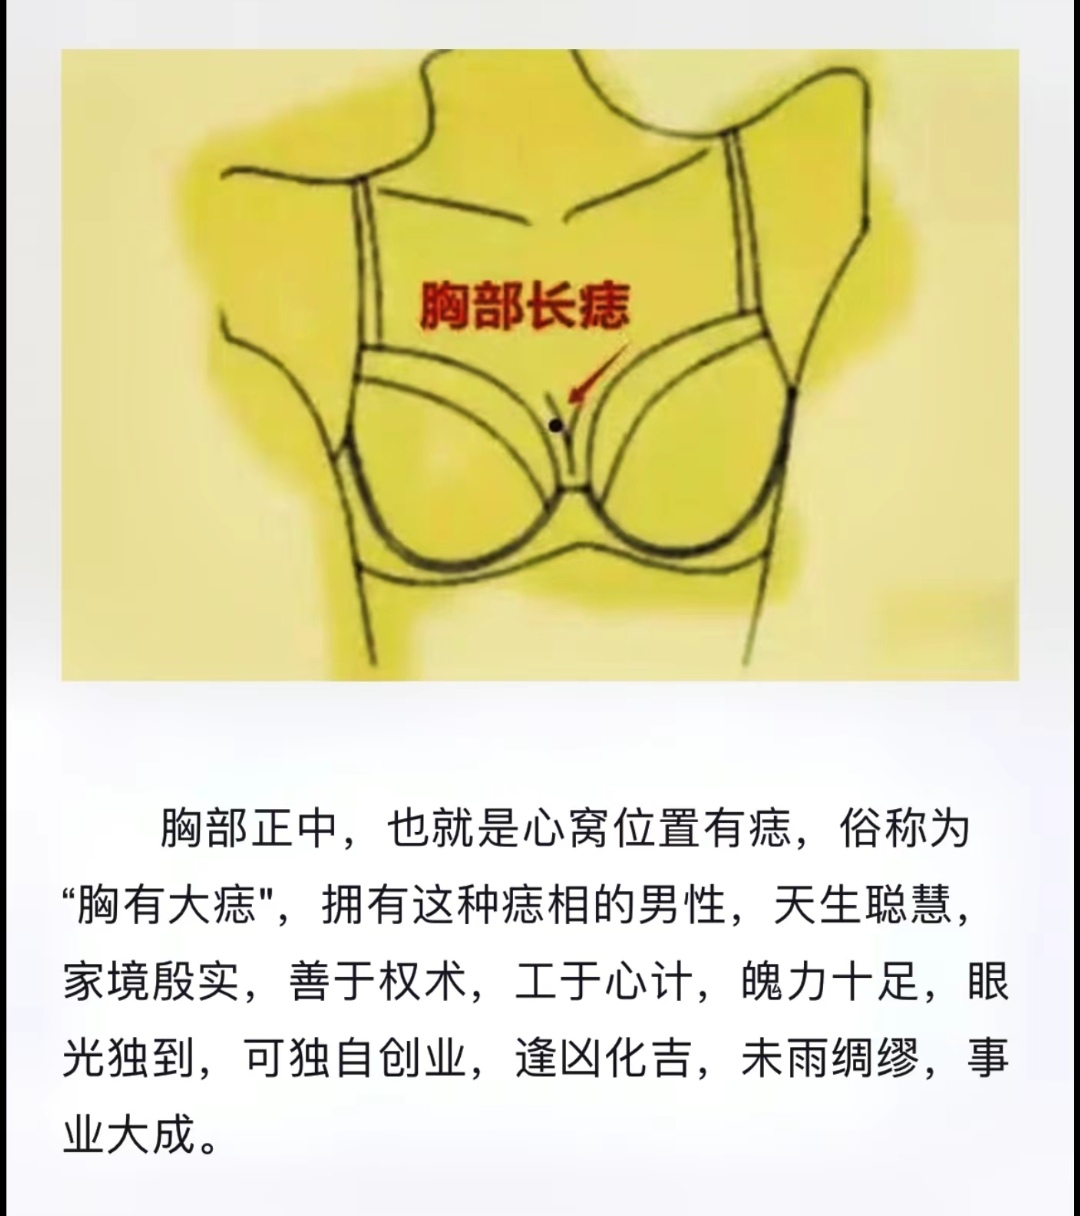 胸部长痣
胸部正中，也就是心窝位置有痣，俗称为
“胸有大痣"，拥有这种痣相的男性，天生聪慧，
家境殷实，善于权术，工于心计，魄力十足，眼
光独到，可独自创业，逢凶化吉，未雨绸缪，事
业大成。